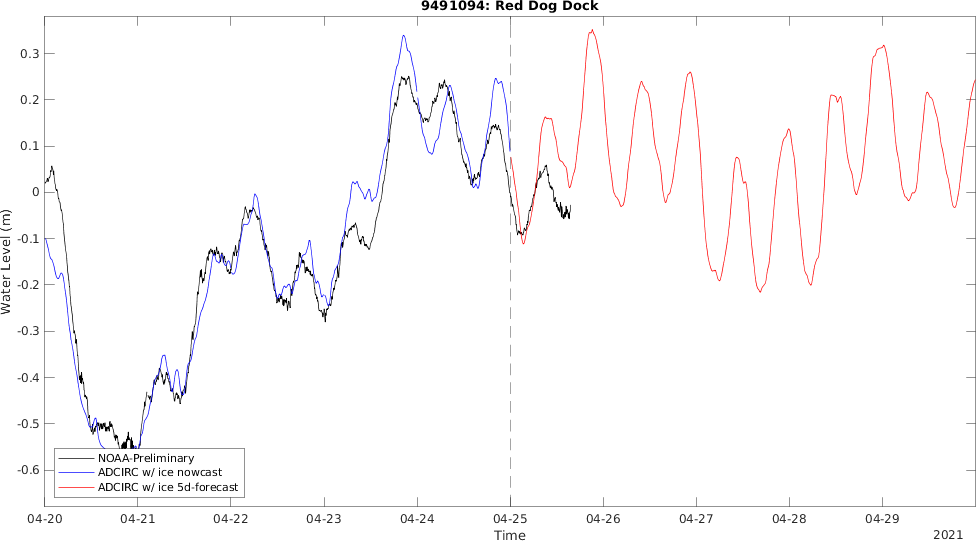 9491094: Red Dog Dock
Water Level (m)
0.3
0.2
0.1
0
-0.1
-0.2
-0.3
-0.4
-0.5
-0.6
NOAA-Preliminary
ADCIRC w/ ice nowcast
ADCIRC w/ ice 5d-forecast
04-20 04-21 04-22 04-23 04-24 04-25 04-26 04-27 04-28 04-29
Time
2021